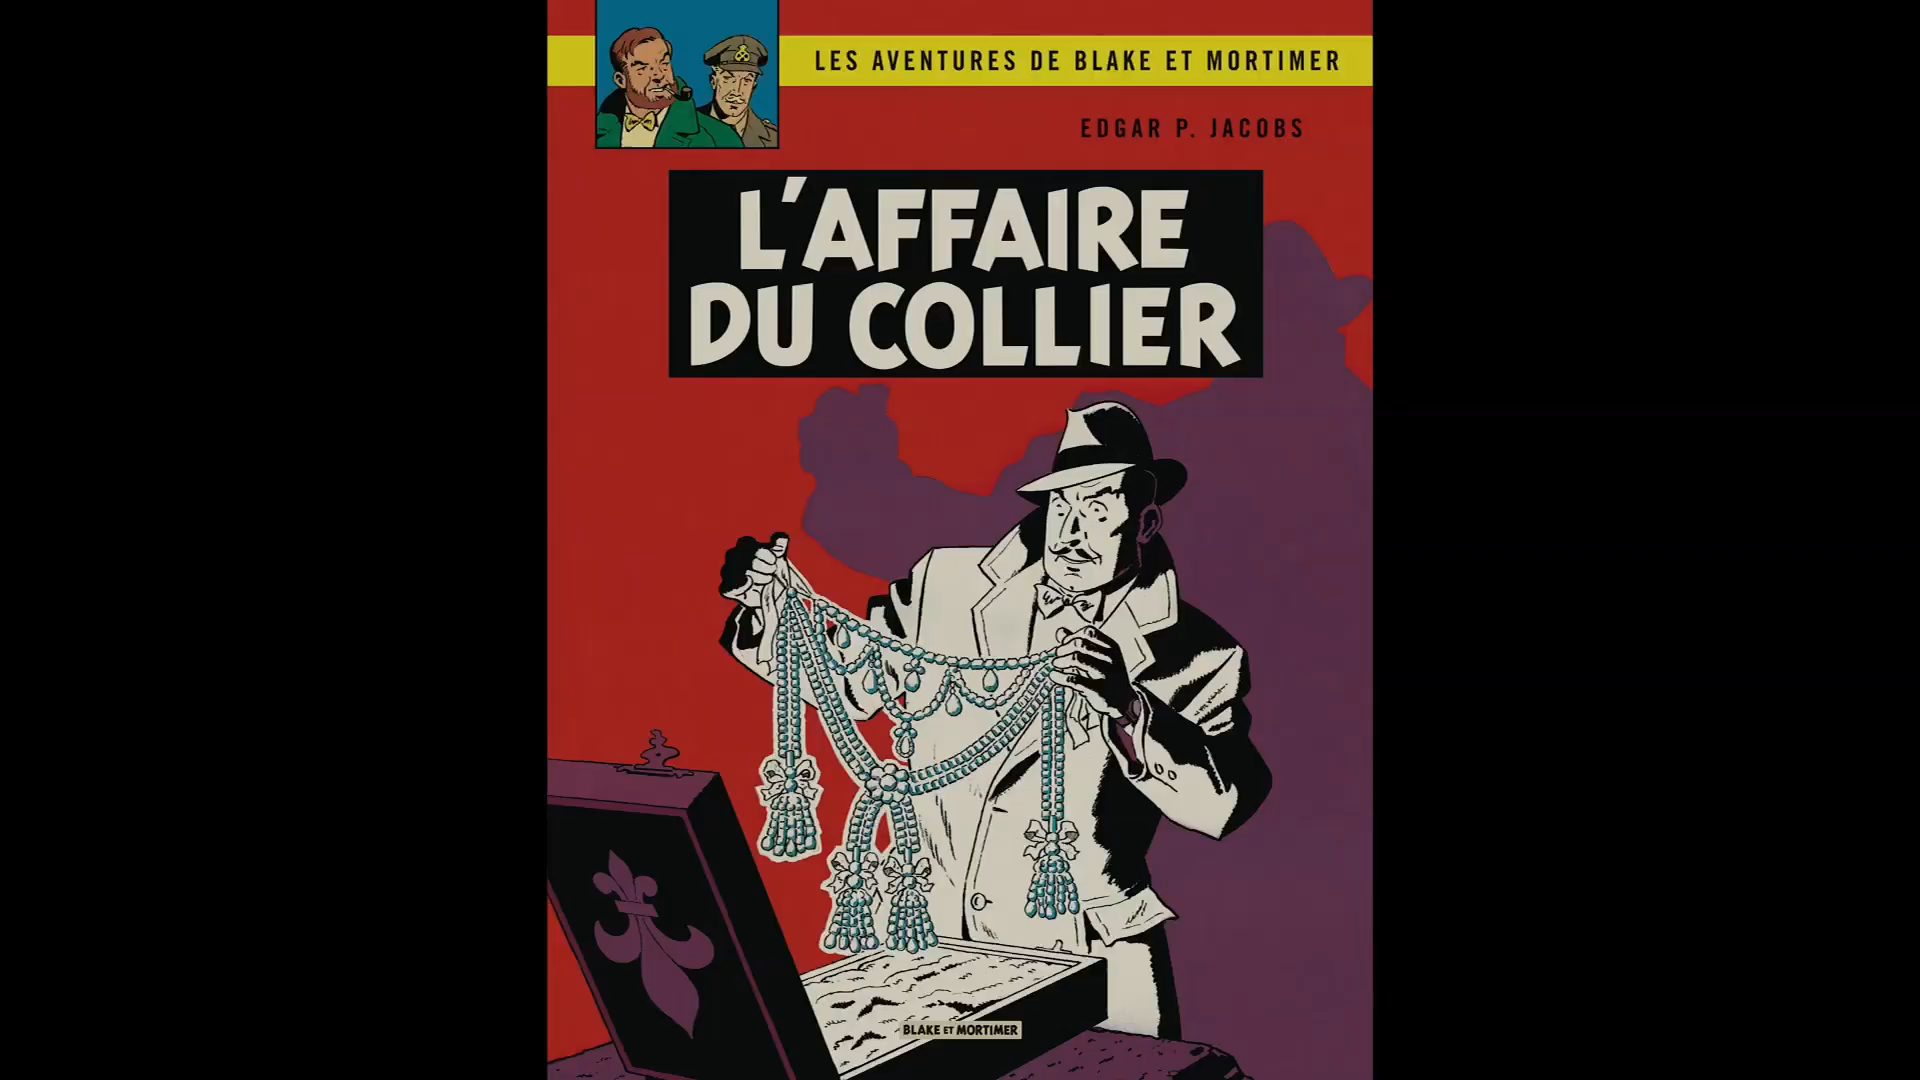 LES AVENTURES DE BLAKE ET MORTIMER
EDGAR P. JACOBS
L'AFFAIRE
DU COLLIER
BLAKE ET MORTIMER